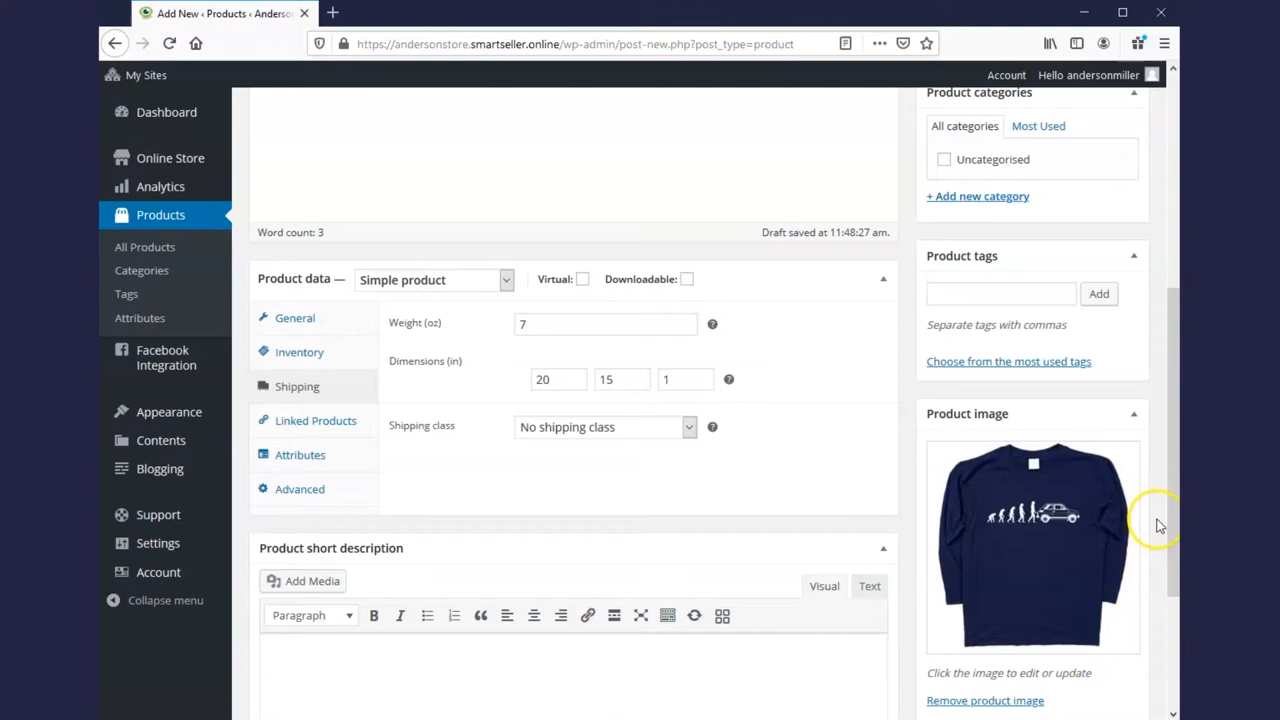 Add New ‹ Products ‹ Anderso
https://andersonstore.smartseller.online/wp-admin/post-new.php?post_type=product
My Sites
Account
Hello andersonmiller
Dashboard
Online Store
Analytics
Products
All Products
Categories
Tags
Attributes
Facebook
Integration
Appearance
Contents
Blogging
Support
Settings
Account
Collapse menu
Word count: 3
Draft saved at 11:48:27 am.
Product data —
Simple product
Virtual:
Downloadable:
General
Inventory
Shipping
Linked Products
Attributes
Advanced
Weight (oz)
7
Dimensions (in)
20
15
1
Shipping class
No shipping class
Product short description
Add Media
Visual
Text
Paragraph
B
I
Product categories
All categories
Most Used
Uncategorised
+ Add new category
Product tags
Add
Separate tags with commas
Choose from the most used tags
Product image
Click the image to edit or update
Remove product image